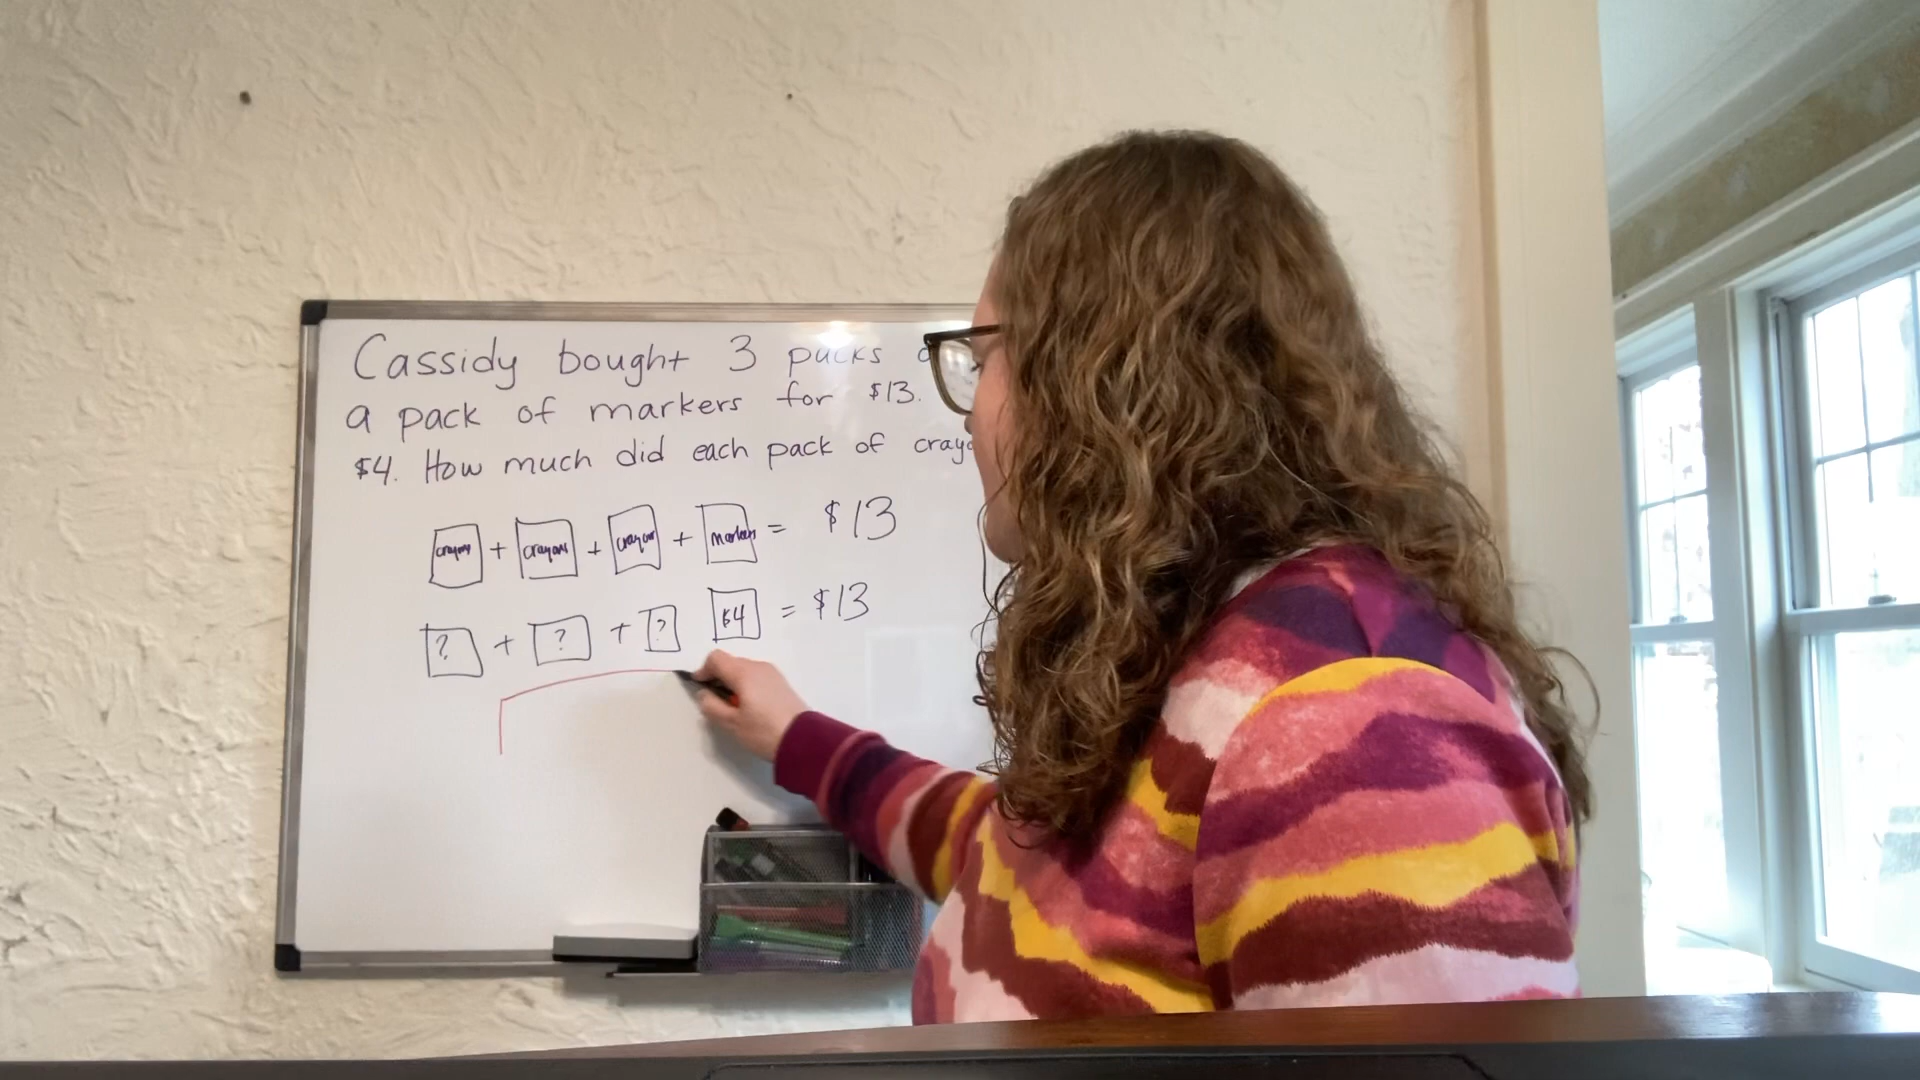 Cassidy bought 3 packs
a pack of markers for $13.
$4. How much did each pack of crayo
crayons + crayons + crayons + markers = $13
? + ? + ? $4 = $13